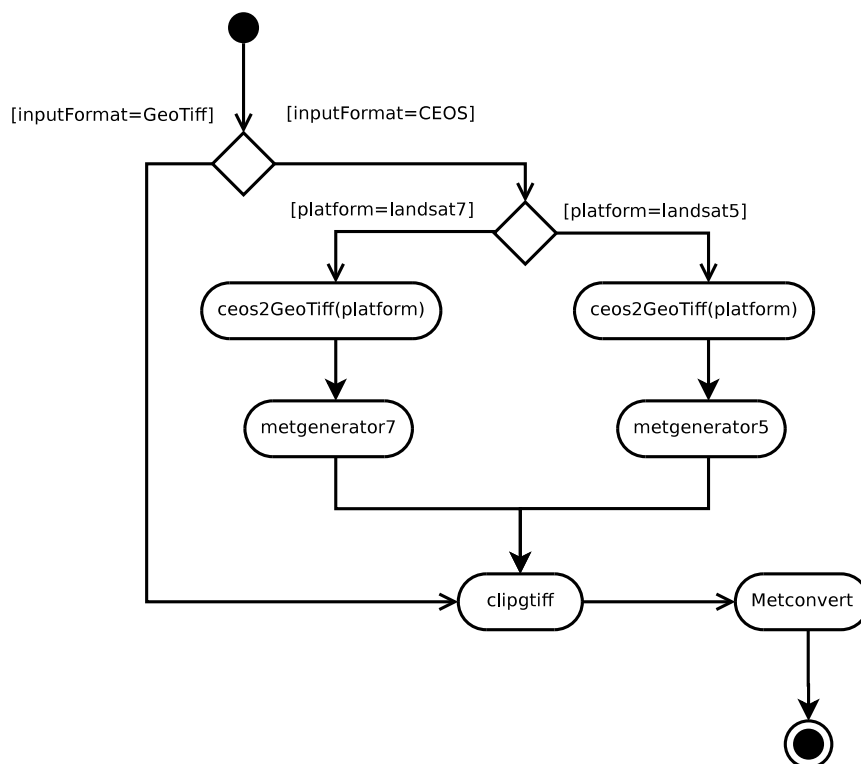 [inputFormat=GeoTiff]
[inputFormat=CEOS]
[platform=landsat7]
[platform=landsat5]
ceos2GeoTiff(platform)
ceos2GeoTiff(platform)
metgenerator7
metgenerator5
clipgtiff
Metconvert